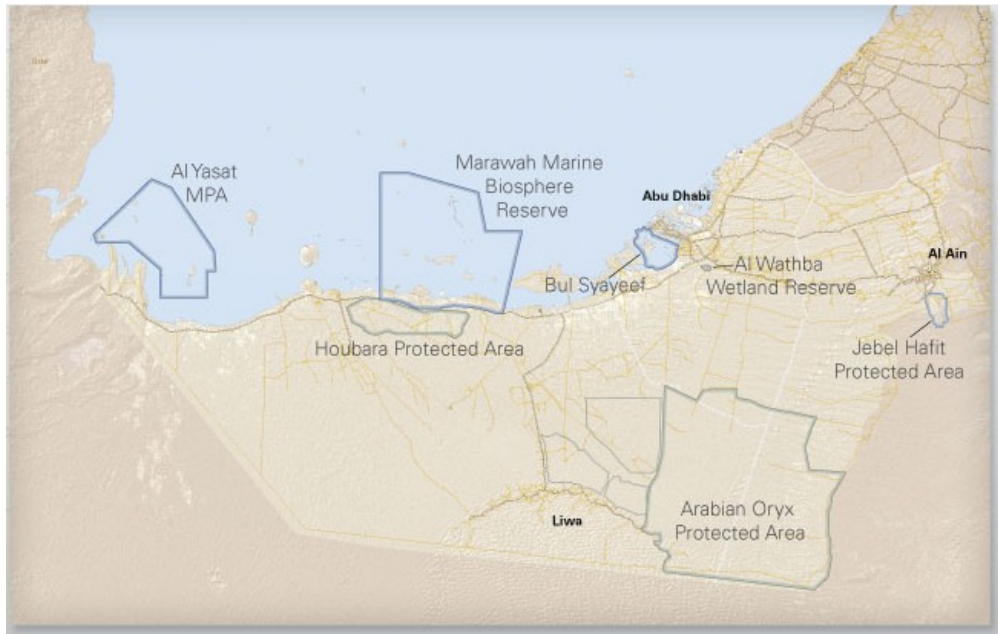 Al Yasat
MPA
Marawah Marine
Biosphere
Reserve
Abu Dhabi
Bul Syayeef
Al Wathba
Wetland Reserve
Al Ain
Houbara Protected Area
Jebel Hafit
Protected Area
Liwa
Arabian Oryx
Protected Area